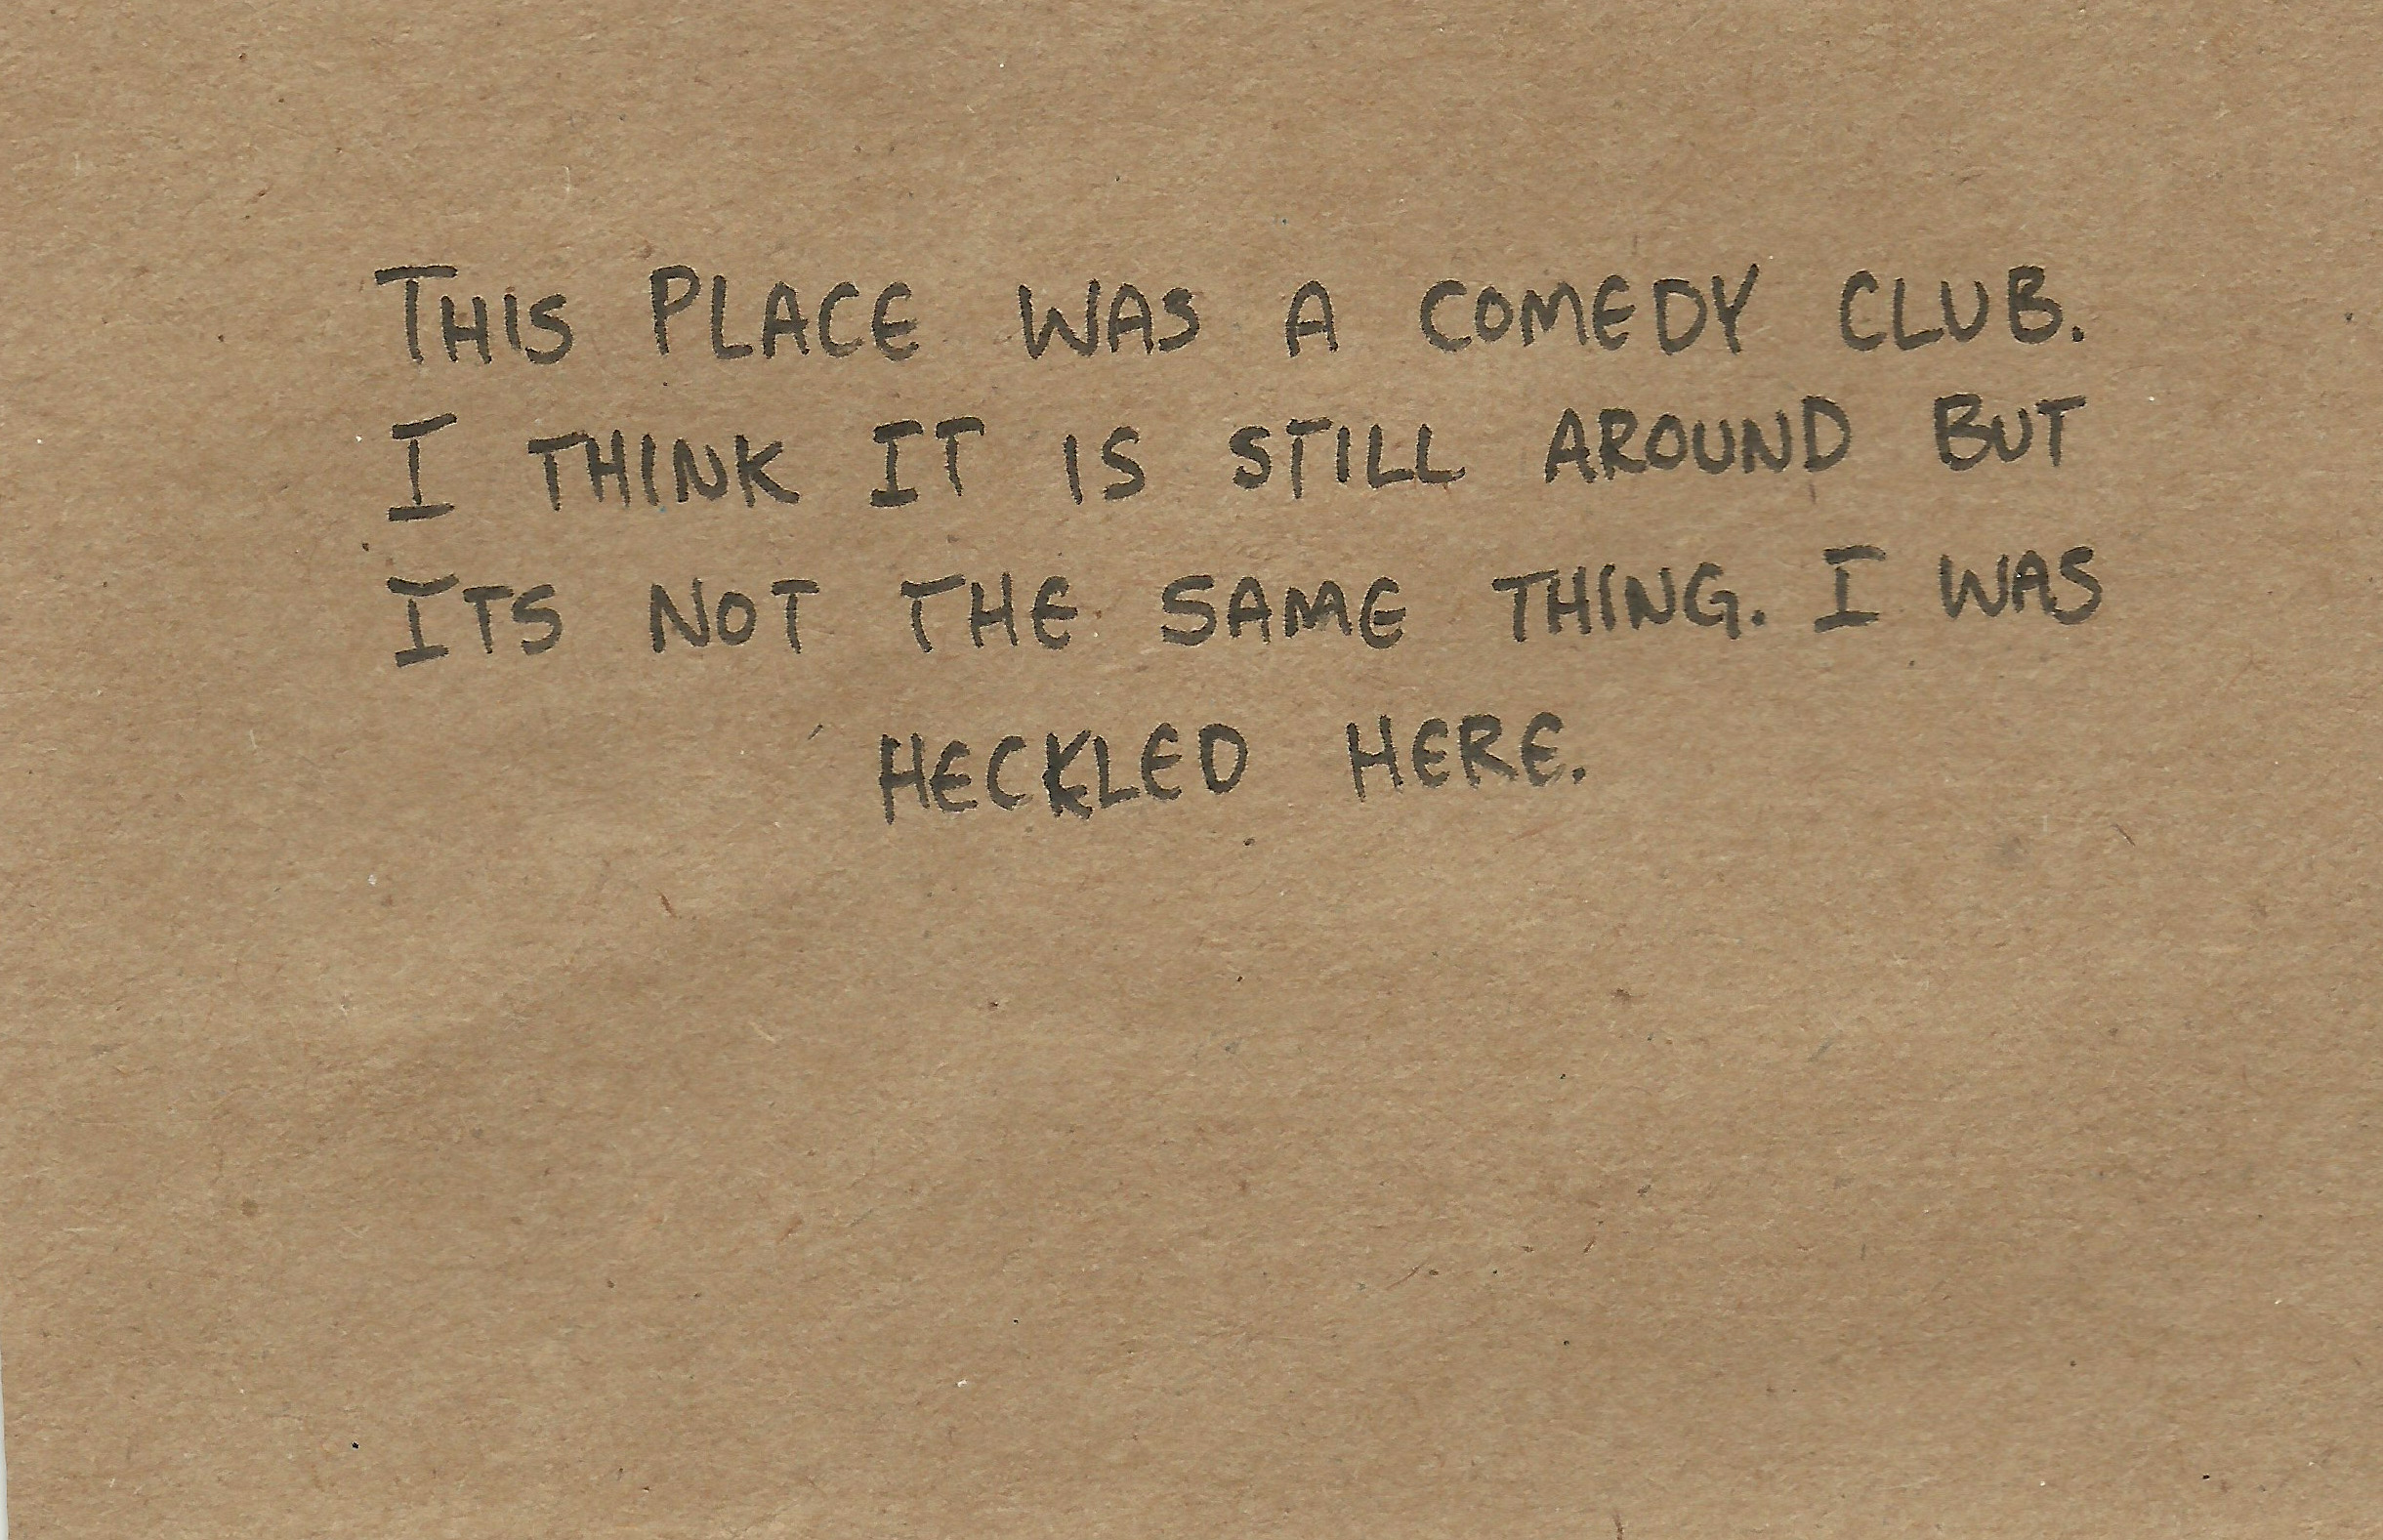 THIS PLACE WAS A COMEDY CLUB.
I THINK IT IS STILL AROUND BUT
ITS NOT THE SAME THING. I WAS
HECKLED HERE.